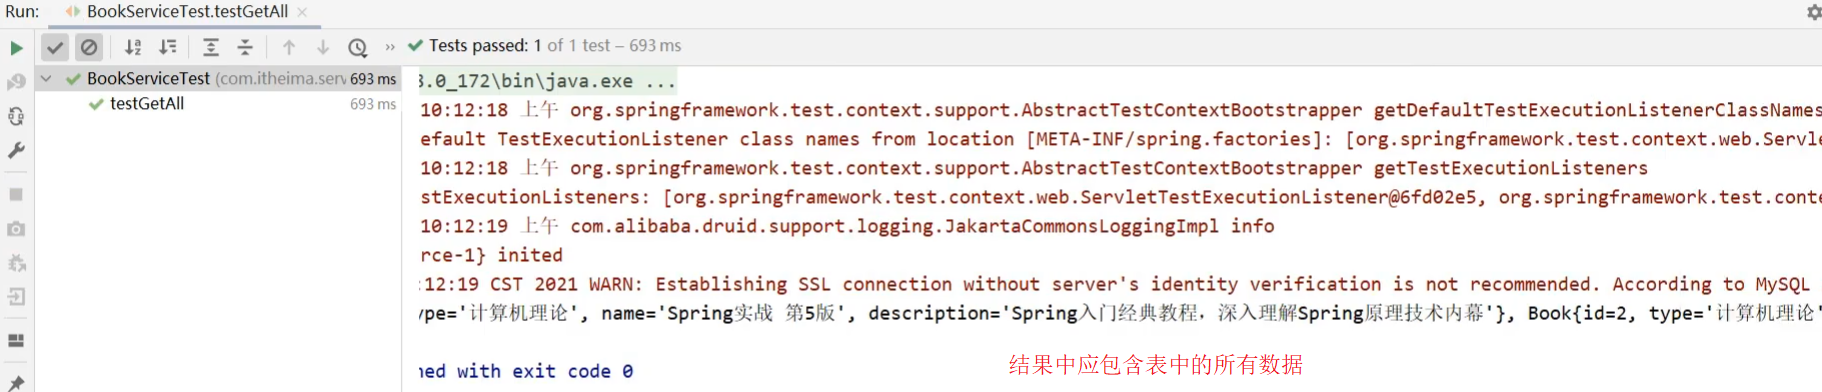 Run: BookServiceTest.testGetAll
Tests passed: 1 of 1 test – 693 ms
BookServiceTest (com.itheima.serv 693 ms
testGetAll 693 ms
3.0_172\bin\java.exe ...
10:12:18 上午 org.springframework.test.context.support.AbstractTestContextBootstrapper getDefaultTestExecutionListenerClassNames
efault TestExecutionListener class names from location [META-INF/spring.factories]: [org.springframework.test.context.web.Servle
10:12:18 上午 org.springframework.test.context.support.AbstractTestContextBootstrapper getTestExecutionListeners
stExecutionListeners: [org.springframework.test.context.web.ServletTestExecutionListener@6fd02e5, org.springframework.test.conte
10:12:19 上午 com.alibaba.druid.support.logging.JakartaCommonsLoggingImpl info
rce-1} inited
:12:19 CST 2021 WARN: Establishing SSL connection without server's identity verification is not recommended. According to MySQL
ype='计算机理论', name='Spring实战 第5版', description='Spring入门经典教程，深入理解Spring原理技术内幕'}, Book{id=2, type='计算机理论'
ned with exit code 0
结果中应包含表中的所有数据